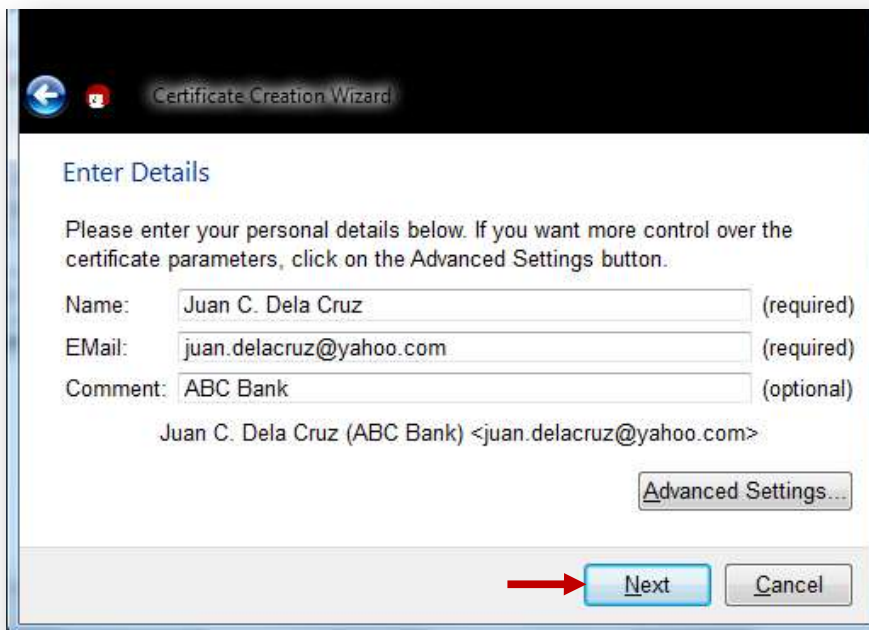 Certificate Creation Wizard
Enter Details
Please enter your personal details below. If you want more control over the
certificate parameters, click on the Advanced Settings button.
Name: Juan C. Dela Cruz (required)
EMail: juan.delacruz@yahoo.com (required)
Comment: ABC Bank (optional)
Juan C. Dela Cruz (ABC Bank) <juan.delacruz@yahoo.com>
Advanced Settings...
Next Cancel